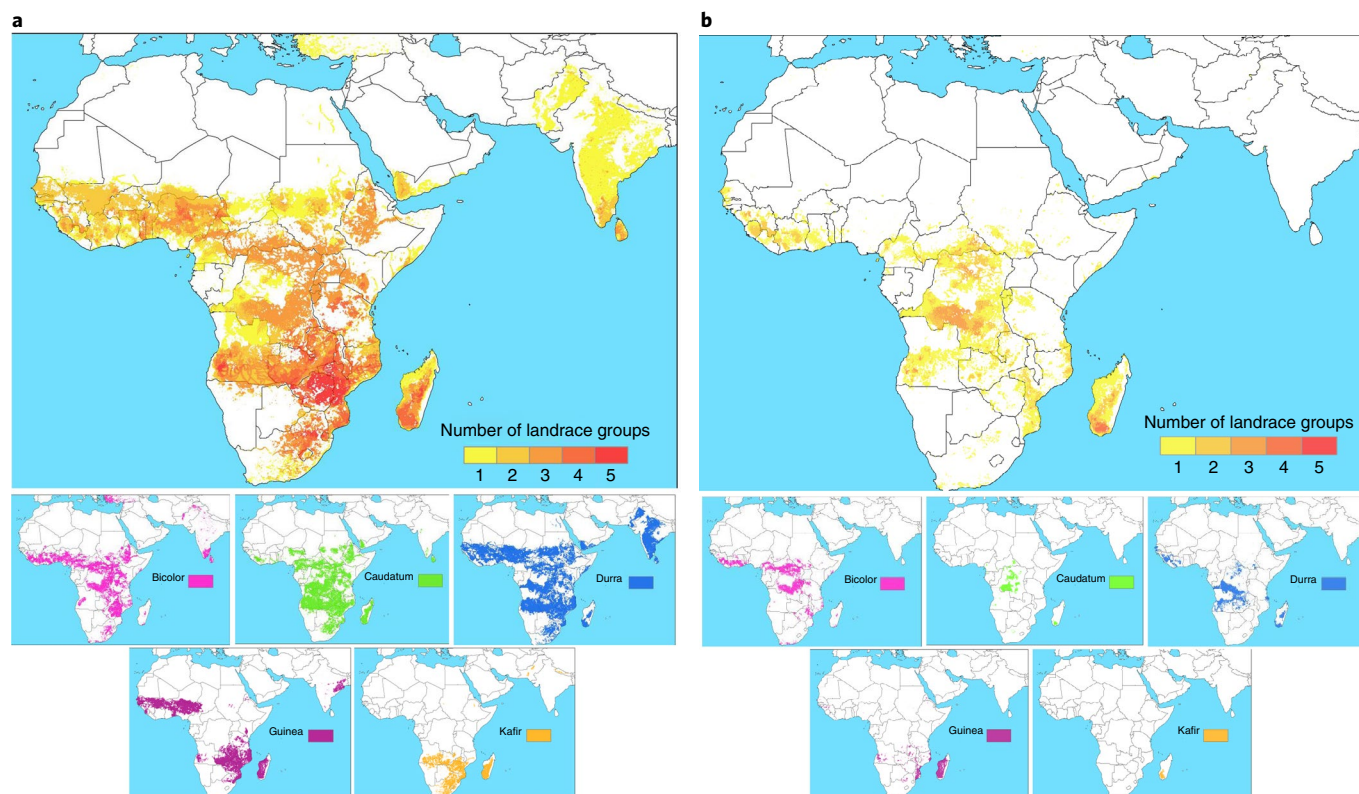 a
Number of landrace groups
1 2 3 4 5
Bicolor
Caudatum
Durra
Guinea
Kafir
b
Number of landrace groups
1 2 3 4 5
Bicolor
Caudatum
Durra
Guinea
Kafir